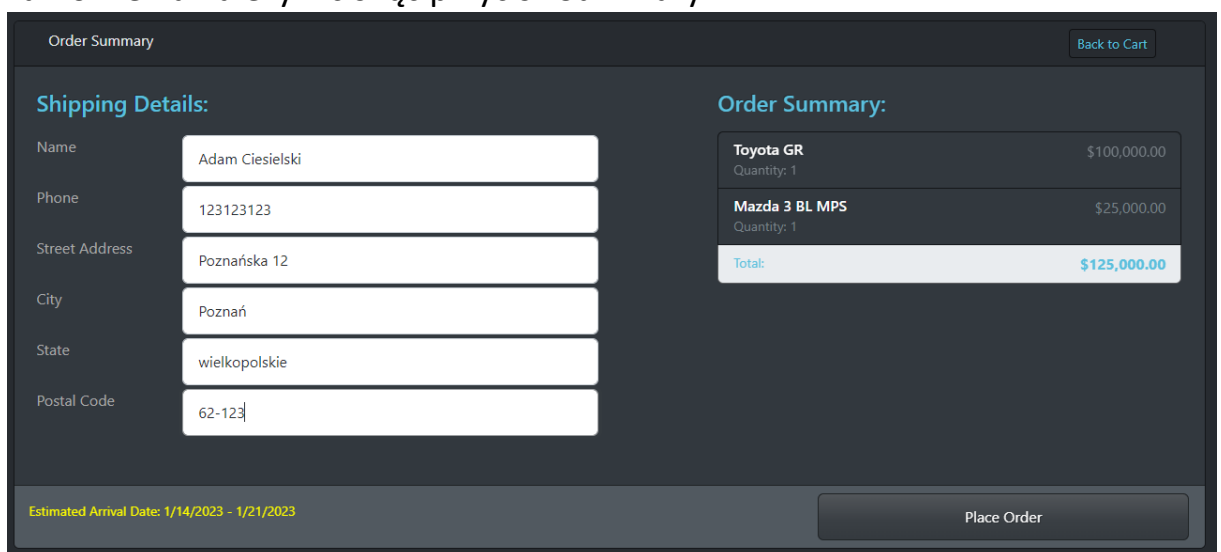 Order Summary
Back to Cart
Shipping Details:
Name
Adam Ciesielski
Phone
123123123
Street Address
Poznańska 12
City
Poznań
State
wielkopolskie
Postal Code
62-123
Order Summary:
Toyota GR
$100,000.00
Quantity: 1
Mazda 3 BL MPS
$25,000.00
Quantity: 1
Total:
$125,000.00
Estimated Arrival Date: 1/14/2023 - 1/21/2023
Place Order